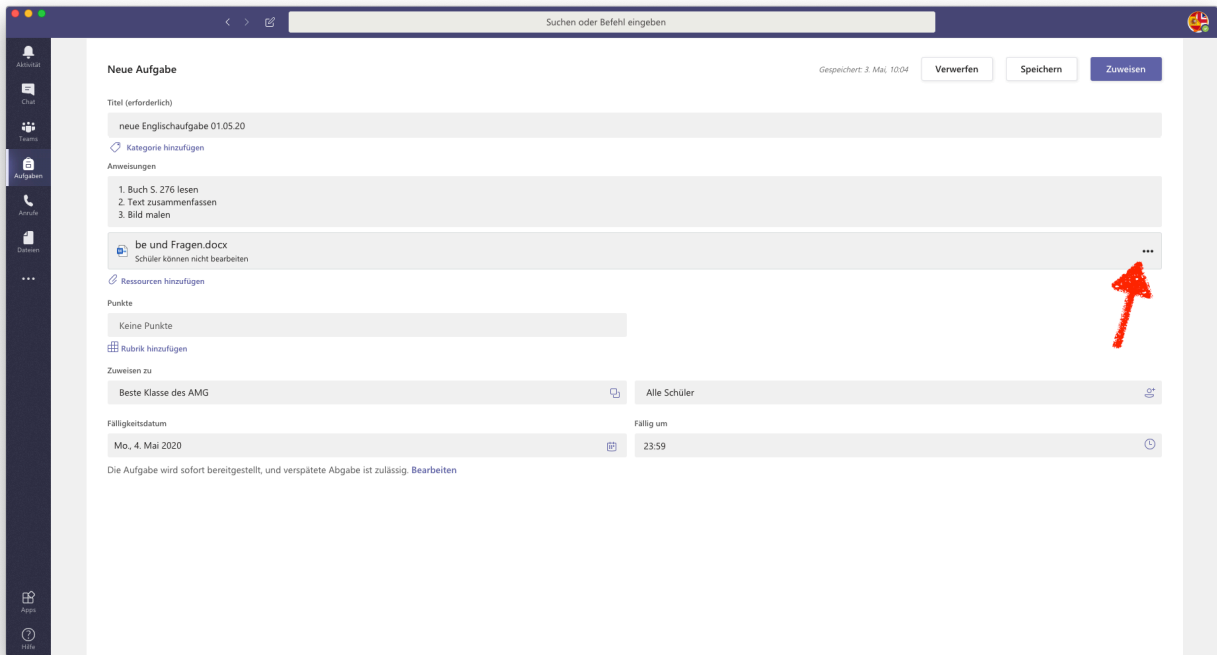 Suchen oder Befehl eingeben
Aktivität
Chat
Teams
Aufgaben
Anrufe
Dateien
Apps
Hilfe
Neue Aufgabe
Gespeichert: 3. Mai, 10:04
Verwerfen
Speichern
Zuweisen
Titel (erforderlich)
neue Englischaufgabe 01.05.20
Kategorie hinzufügen
Anweisungen
1. Buch S. 276 lesen
2. Text zusammenfassen
3. Bild malen
be und Fragen.docx
Schüler können nicht bearbeiten
Ressourcen hinzufügen
Punkte
Keine Punkte
Rubrik hinzufügen
Zuweisen zu
Beste Klasse des AMG
Alle Schüler
Fälligkeitsdatum
Fällig um
Mo., 4. Mai 2020
23:59
Die Aufgabe wird sofort bereitgestellt, und verspätete Abgabe ist zulässig. Bearbeiten